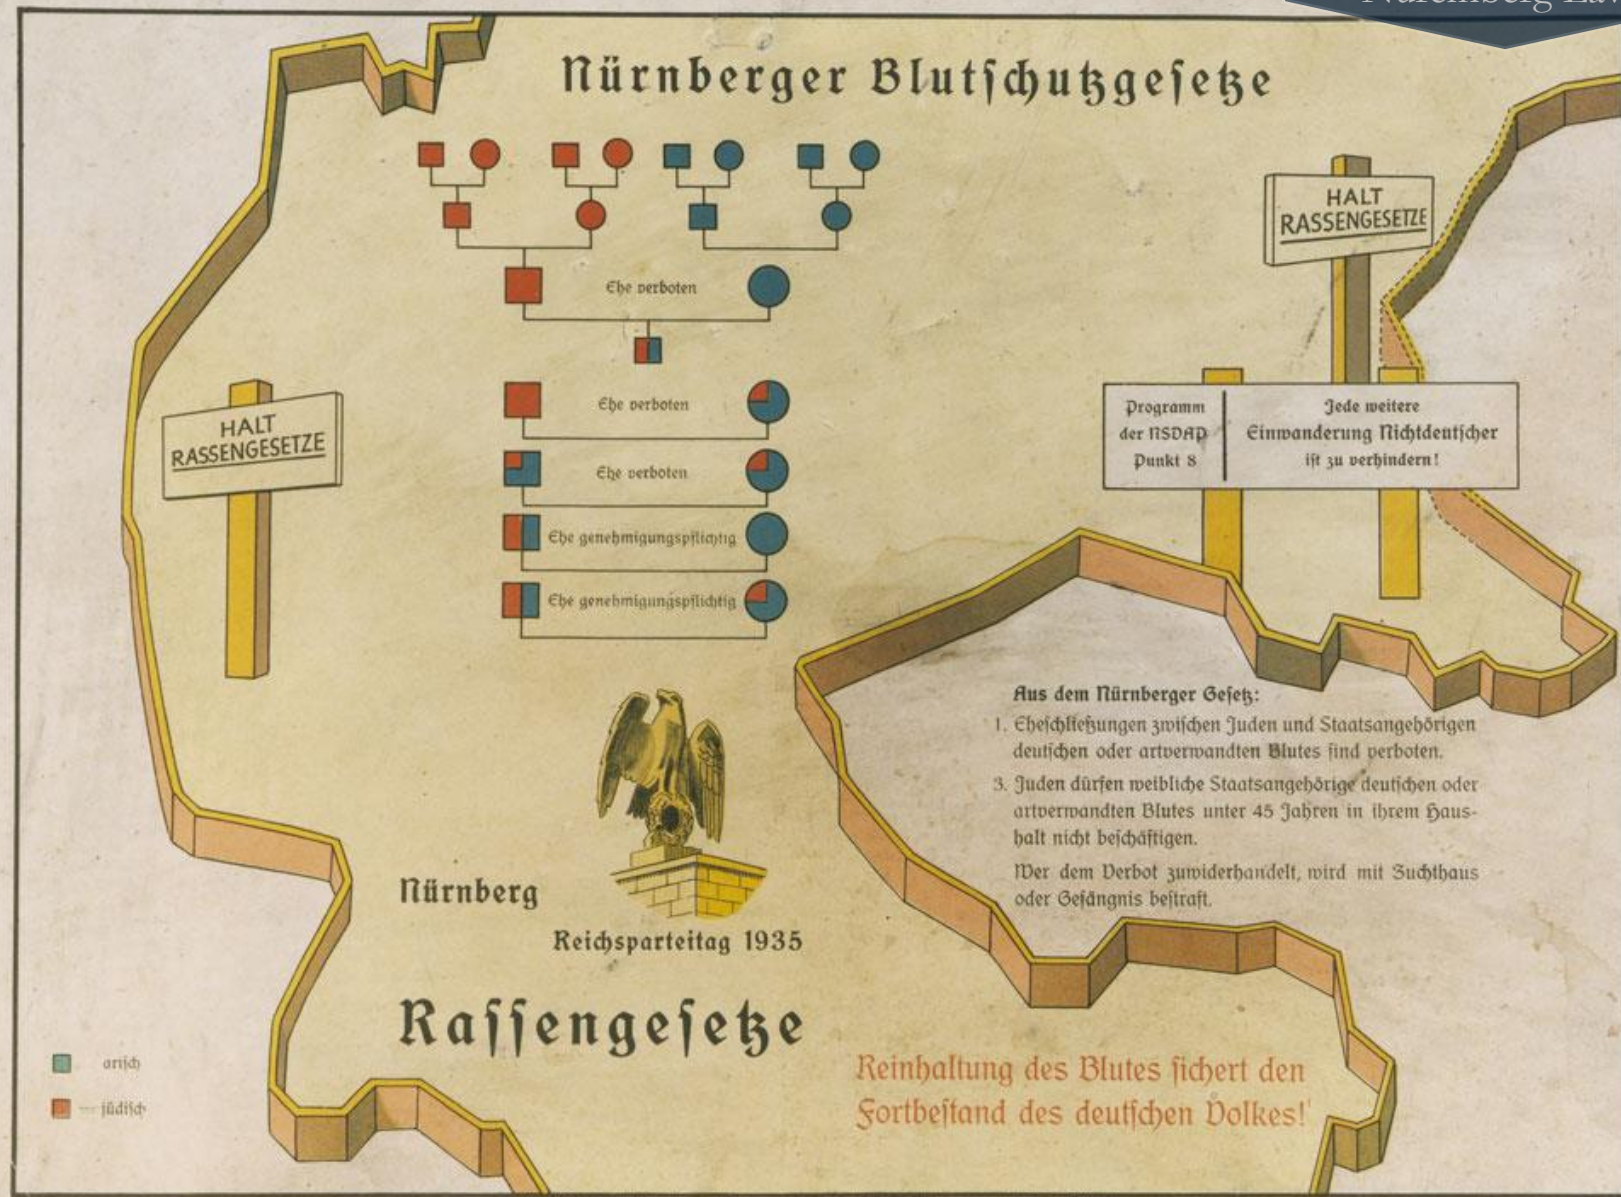 Nuremberg
Nürnberger Blutschutzgesetze
HALT
RASSENGESETZE
Ehe verboten
Ehe verboten
Ehe verboten
Ehe genehmigungspflichtig
Ehe genehmigungspflichtig
HALT
RASSENGESETZE
Programm
der NSDAP
Punkt 8
Jede weitere
Einwanderung Nichtdeutscher
ist zu verhindern!
Aus dem Nürnberger Gesetz:
1. Eheschließungen zwischen Juden und Staatsangehörigen
deutschen oder artverwandten Blutes sind verboten.
3. Juden dürfen weibliche Staatsangehörige deutschen oder
artverwandten Blutes unter 45 Jahren in ihrem Haus-
halt nicht beschäftigen.
Wer dem Verbot zuwiderhandelt, wird mit Zuchthaus
oder Gefängnis bestraft.
Nürnberg
Reichsparteitag 1935
Rassengesetze
arisch
— jüdisch
Reinhaltung des Blutes sichert den
Fortbestand des deutschen Volkes!